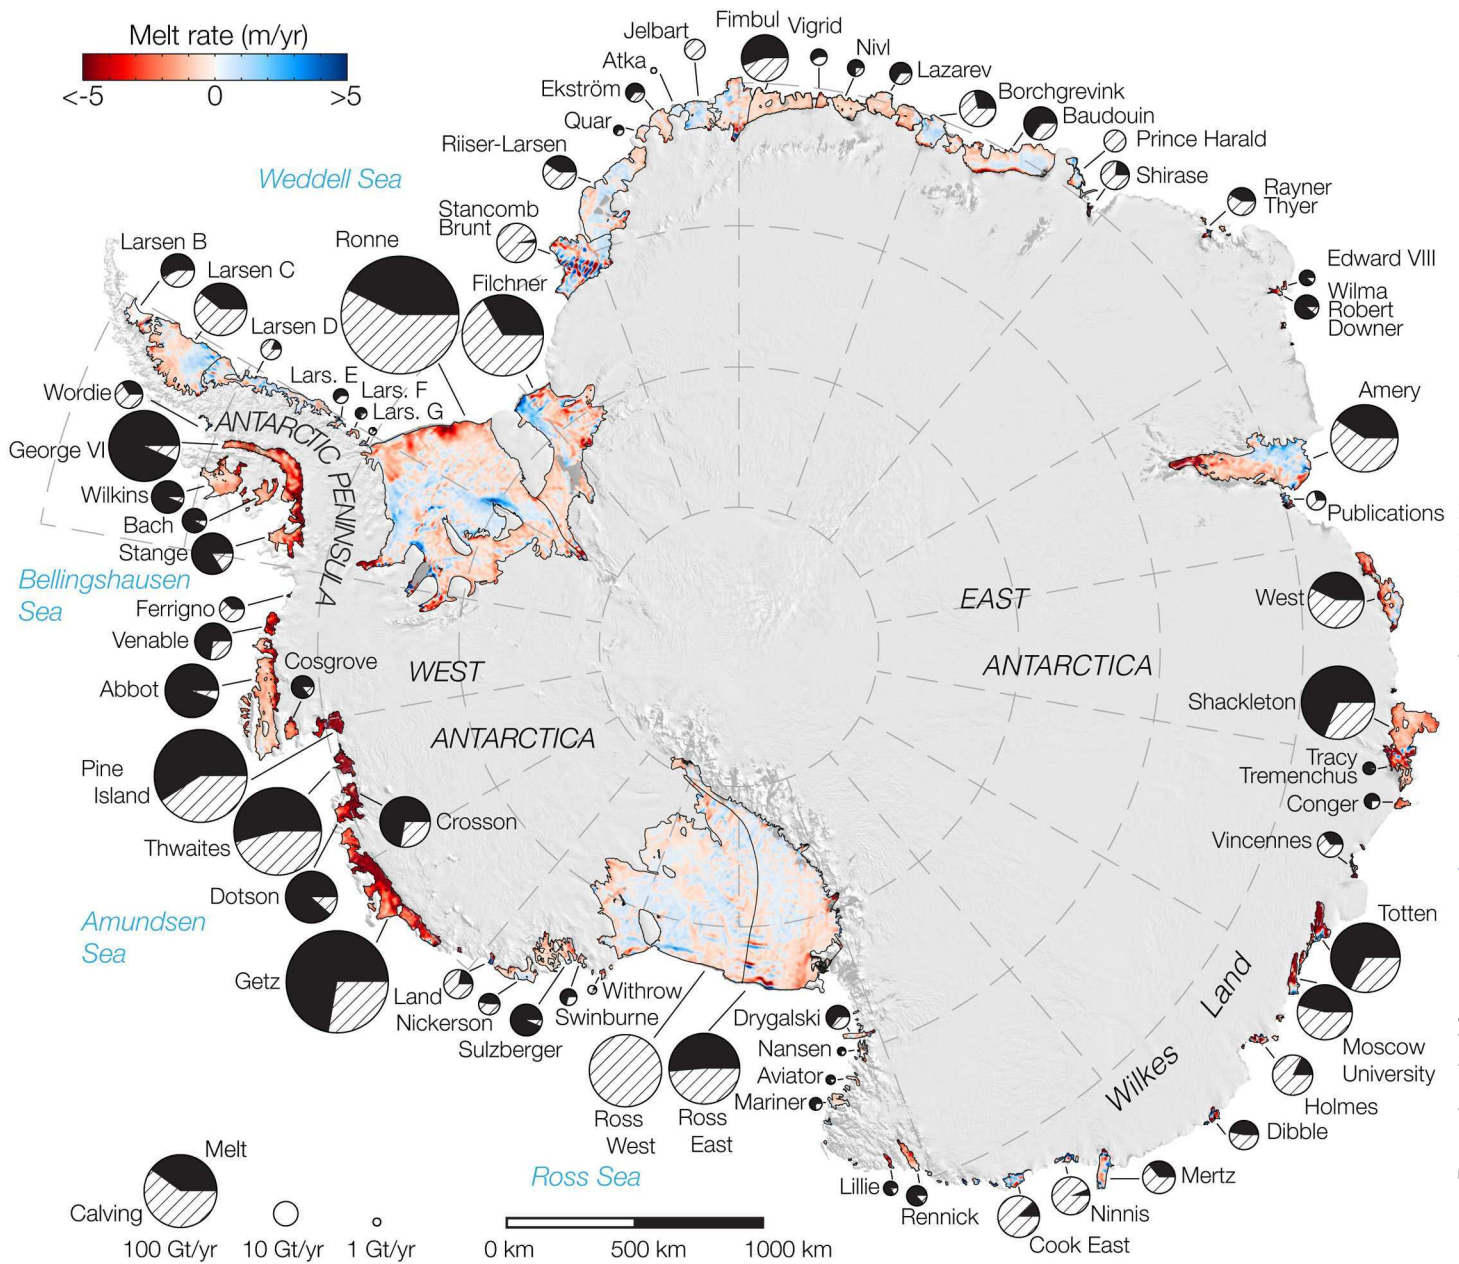 Melt rate (m/yr)
<-5 0 >5
Weddell Sea
Jelbart
Fimbul
Vigrid
Atka
Nivl
Ekström
Lazarev
Quar
Borchgrevink
Baudouin
Riiser-Larsen
Prince Harald
Shirase
Stancomb
Brunt
Rayner
Thyer
Larsen B
Ronne
Larsen C
Filchner
Edward VIII
Wilma
Robert
Downer
Larsen D
Lars. E
Lars. F
Lars. G
Wordie
ANTARCTIC PENINSULA
Amery
George VI
Wilkins
Bach
Stange
Publications
Bellingshausen
Sea
Ferrigno
Venable
EAST
ANTARCTICA
West
Cosgrove
Abbot
WEST
ANTARCTICA
Shackleton
Pine
Island
Tracy
Tremenchus
Conger
Crosson
Thwaites
Vincennes
Dotson
Amundsen
Sea
Totten
Getz
Land
Nickerson
Sulzberger
Swinburne
Withrow
Wilkes Land
Drygalski
Nansen
Aviator
Mariner
Moscow
University
Ross
West
Ross
East
Holmes
Dibble
Ross Sea
Lillie
Rennick
Mertz
Ninnis
Cook East
Melt
Calving
100 Gt/yr 10 Gt/yr 1 Gt/yr
0 km 500 km 1000 km